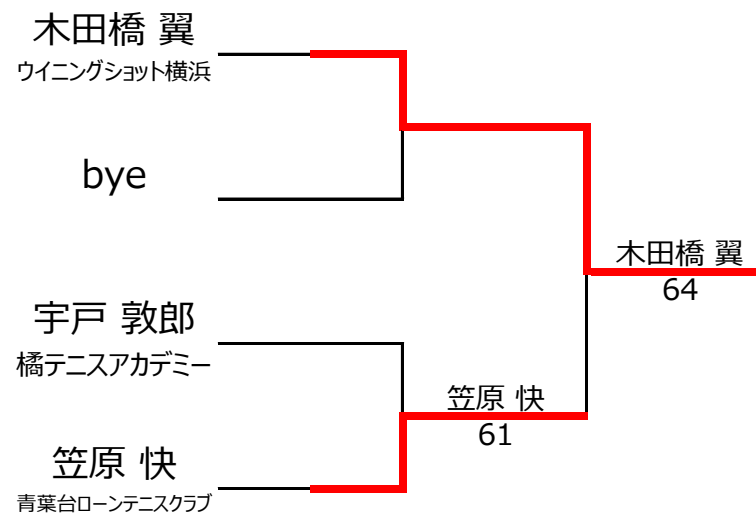 木田橋 翼
ウイニングショット横浜
bye
木田橋 翼
64
宇戸 敦郎
橘テニスアカデミー
笠原 快
61
笠原 快
青葉台ローンテニスクラブ